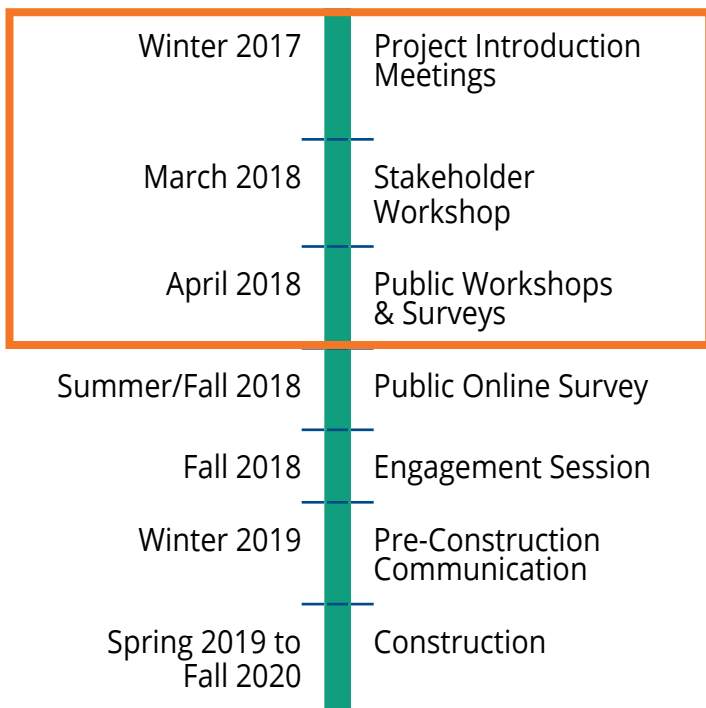 Winter 2017
Project Introduction
Meetings
March 2018
Stakeholder
Workshop
April 2018
Public Workshops
& Surveys
Summer/Fall 2018
Public Online Survey
Fall 2018
Engagement Session
Winter 2019
Pre-Construction
Communication
Spring 2019 to
Fall 2020
Construction